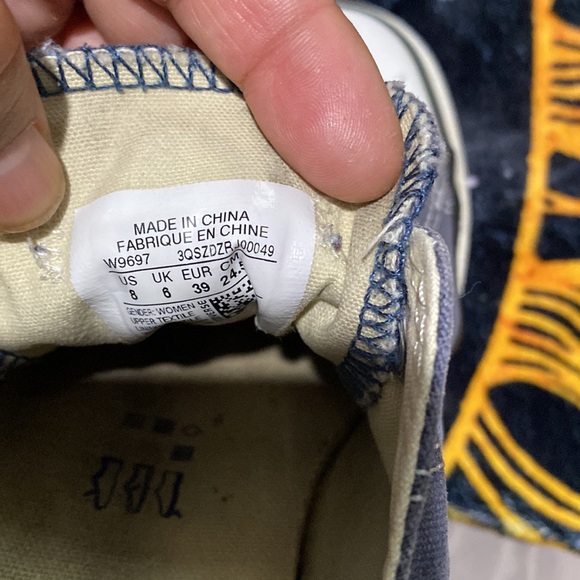 MADE IN CHINA
FABRIQUE EN CHINE
W9697 3QSZDZR
US UK EUR CM
8 6 39 24.5
GENDER: WOMEN
UPPER TEXTILE